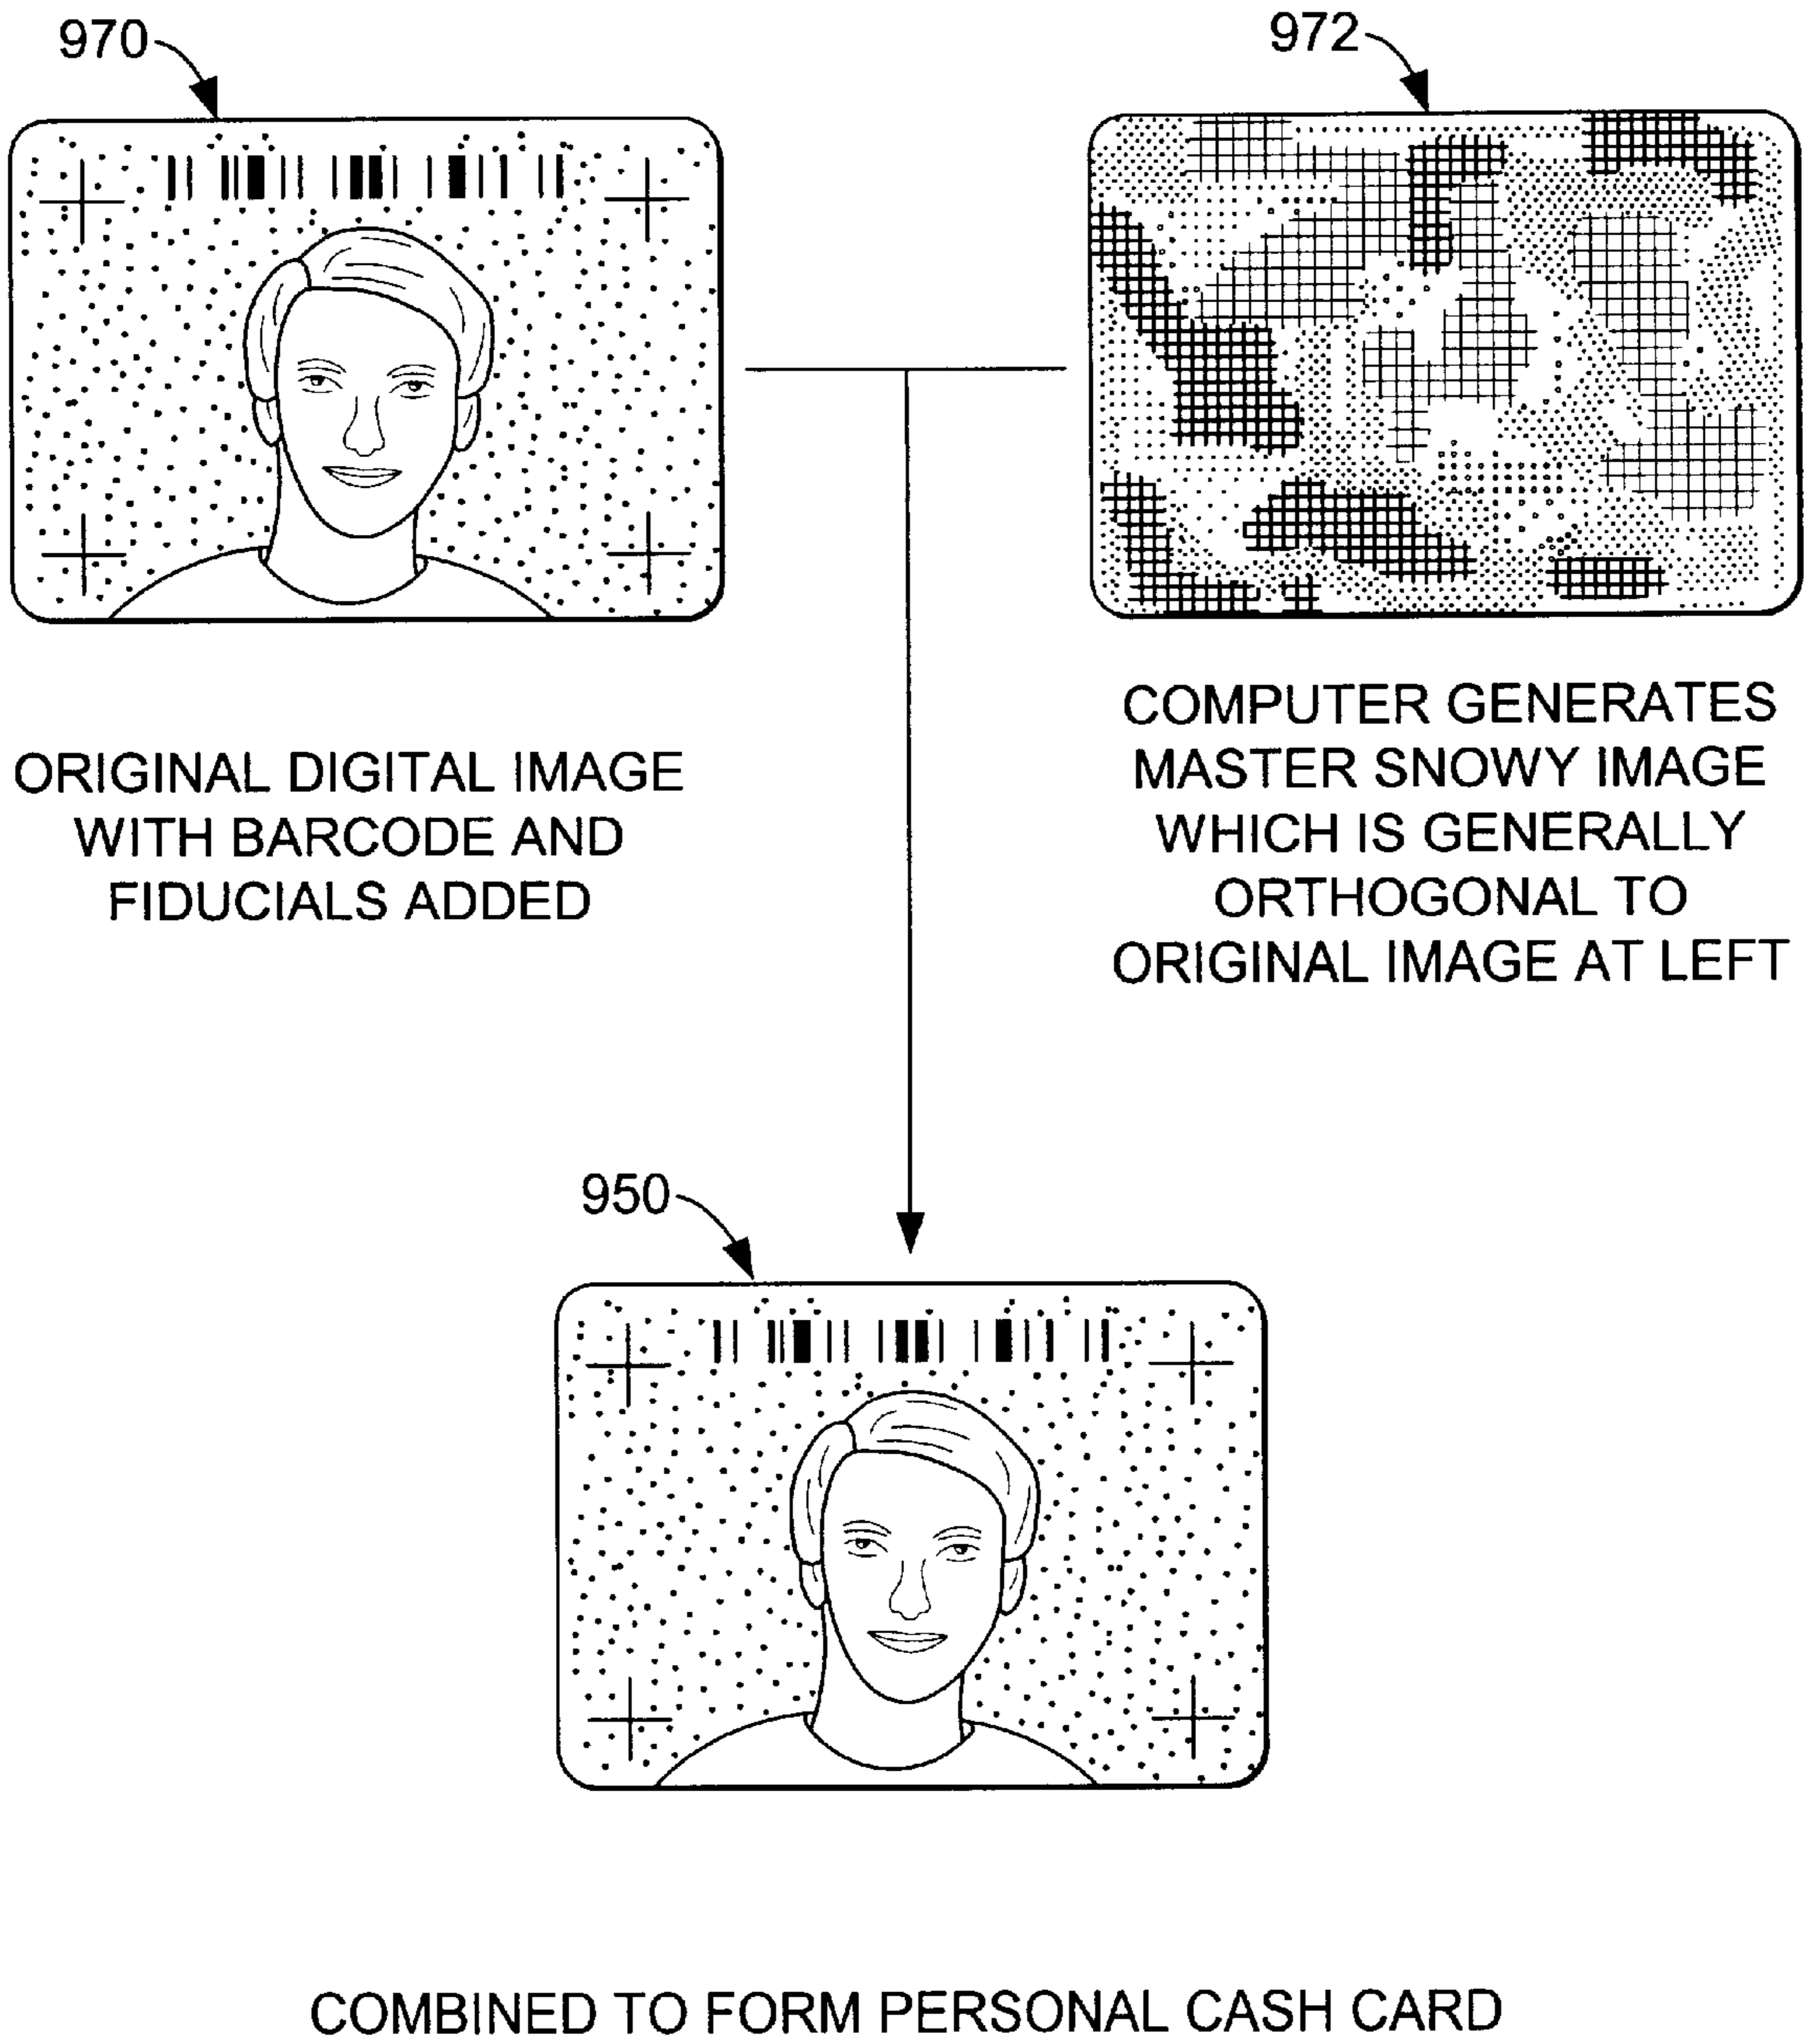 970
972
ORIGINAL DIGITAL IMAGE
WITH BARCODE AND
FIDUCIALS ADDED
COMPUTER GENERATES
MASTER SNOWY IMAGE
WHICH IS GENERALLY
ORTHOGONAL TO
ORIGINAL IMAGE AT LEFT
950
COMBINED TO FORM PERSONAL CASH CARD